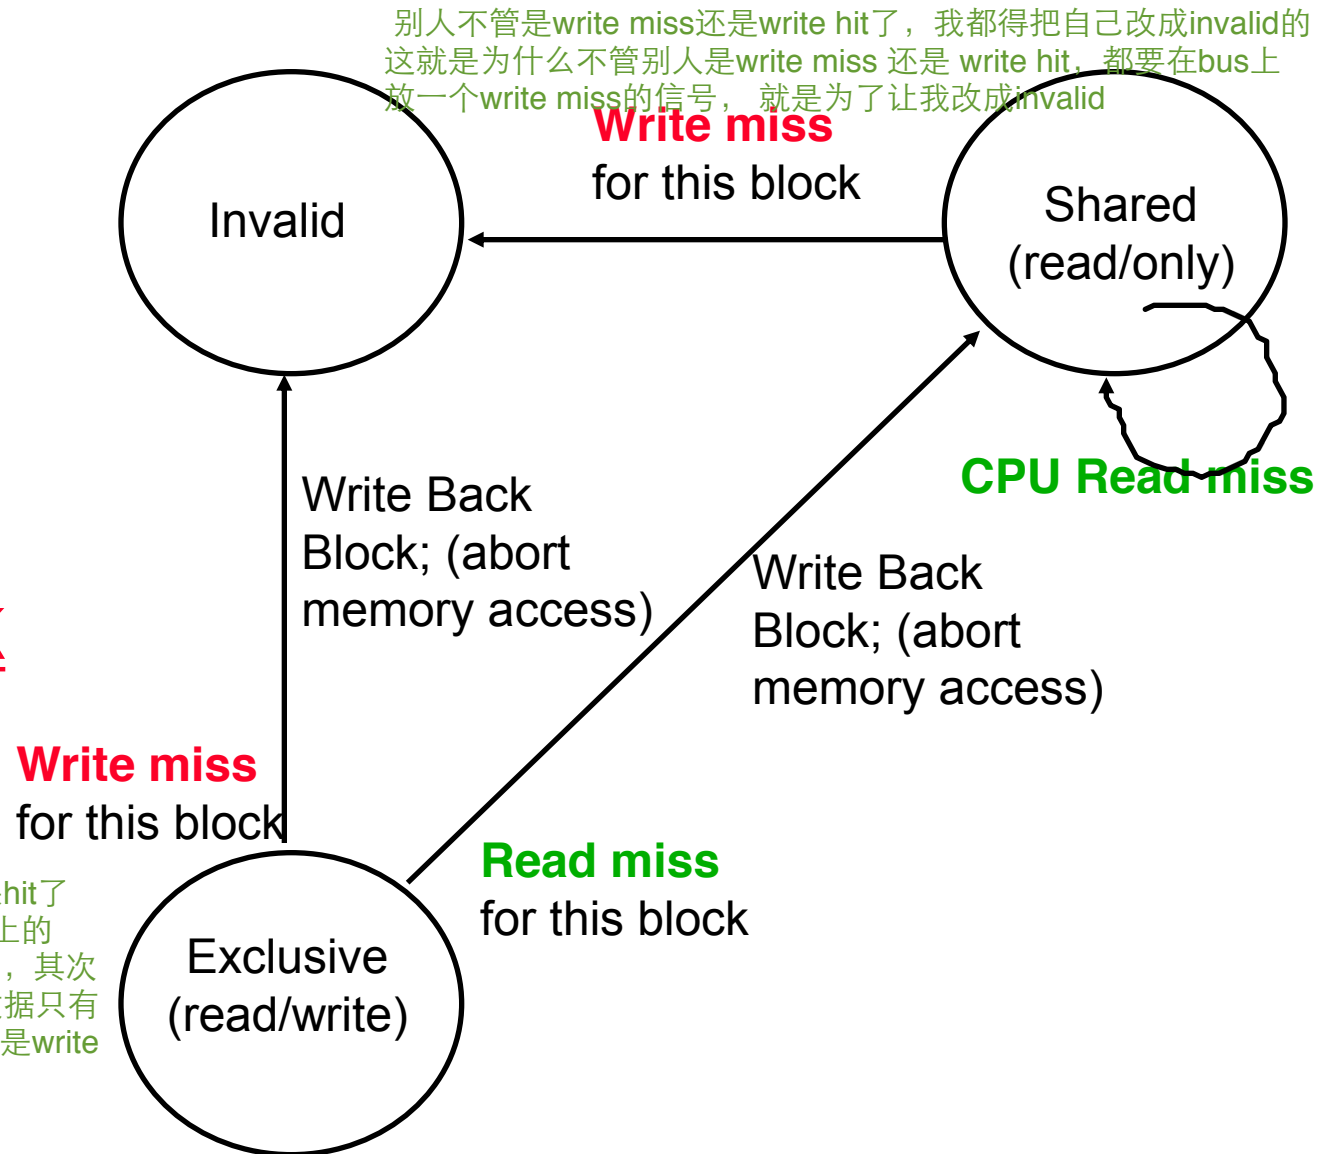 别人不管是write miss还是write hit了，我都得把自己改成invalid的
这就是为什么不管别人是write miss 还是 write hit，都要在bus上
放一个write miss的信号， 就是为了让我改成invalid
Write miss
for this block
Invalid
Shared
(read/only)
CPU Read miss
Write Back
Block; (abort
memory access)
Write Back
Block; (abort
memory access)
Write miss
for this block
Read miss
for this block
hit了
上的
，其次
据只有
是write
Exclusive
(read/write)